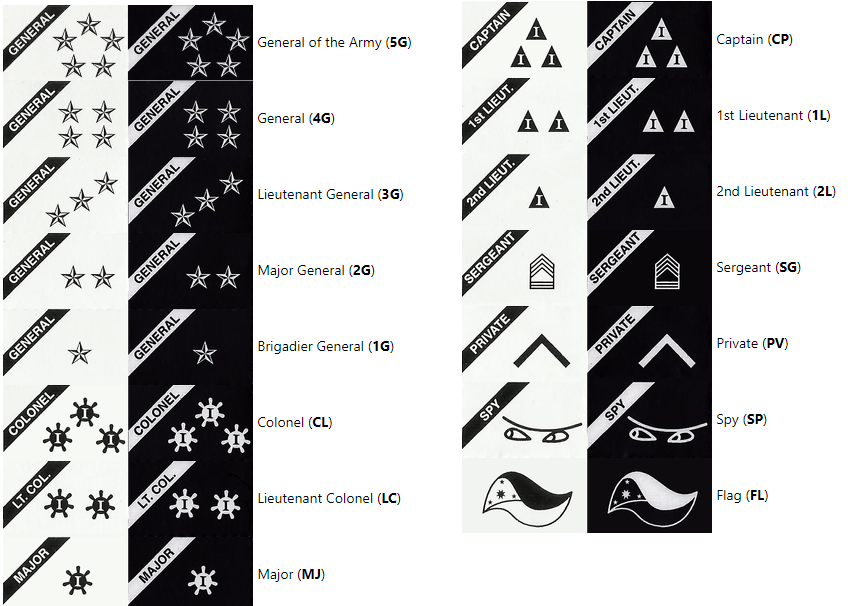 GENERAL GENERAL General of the Army (5G)
GENERAL GENERAL General (4G)
GENERAL GENERAL Lieutenant General (3G)
GENERAL GENERAL Major General (2G)
GENERAL GENERAL Brigadier General (1G)
COLONEL COLONEL Colonel (CL)
I I I I I I
LT. COL. LT. COL. Lieutenant Colonel (LC)
I I I I
MAJOR MAJOR Major (MJ)
I I
CAPTAIN CAPTAIN Captain (CP)
I I I I I I
1st LIEUT. 1st LIEUT. 1st Lieutenant (1L)
I I I I
2nd LIEUT. 2nd LIEUT. 2nd Lieutenant (2L)
I I
SERGEANT SERGEANT Sergeant (SG)
PRIVATE PRIVATE Private (PV)
SPY SPY Spy (SP)
Flag (FL)